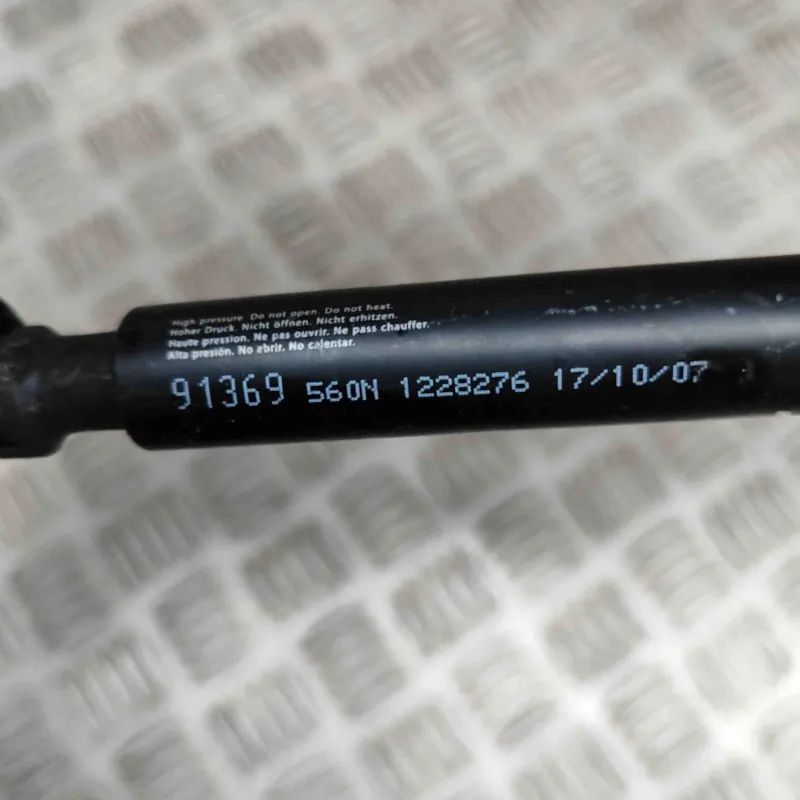 High pressure. Do not open. Do not heat.
Hoher Druck. Nicht öffnen. Nicht erhitzen.
Haute pression. Ne pas ouvrir. Ne pass chauffer.
Alta presión. No abrir. No calentar.
91369 560N 1228276 17/10/07